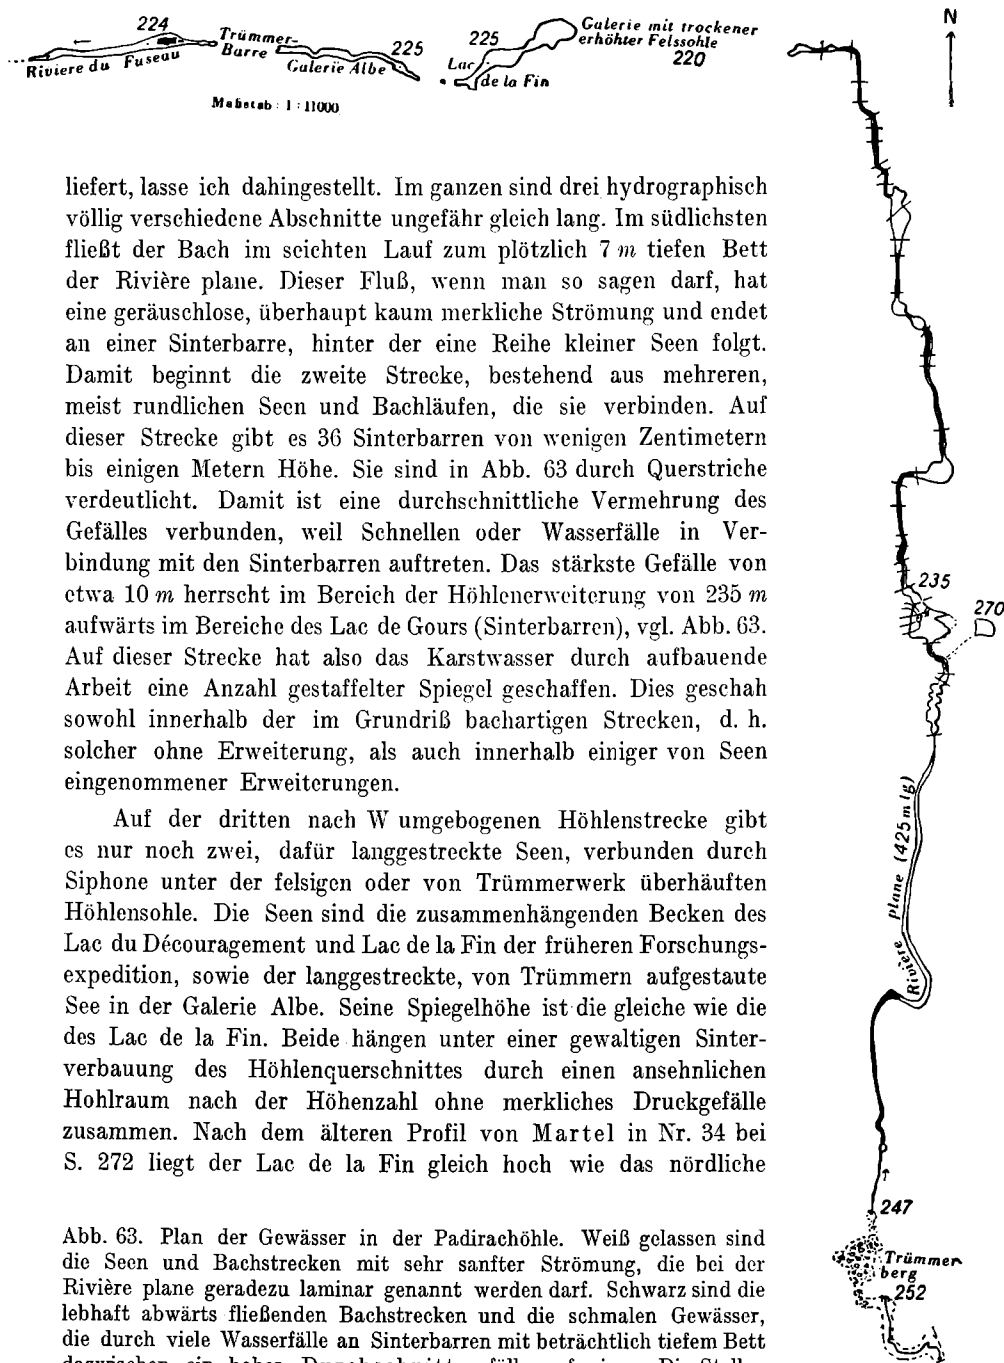 224
Trümmer-
Barre
225
Riviere du Fuseau
Galerie Albe
225
Lac
de la Fin
Galerie mit trockener
erhöhter Felssohle
220
N
Maßstab : 1 : 11000
liefert, lasse ich dahingestellt. Im ganzen sind drei hydrographisch
völlig verschiedene Abschnitte ungefähr gleich lang. Im südlichsten
fließt der Bach im seichten Lauf zum plötzlich 7 m tiefen Bett
der Rivière plane. Dieser Fluß, wenn man so sagen darf, hat
eine geräuschlose, überhaupt kaum merkliche Strömung und endet
an einer Sinterbarre, hinter der eine Reihe kleiner Seen folgt.
Damit beginnt die zweite Strecke, bestehend aus mehreren,
meist rundlichen Seen und Bachläufen, die sie verbinden. Auf
dieser Strecke gibt es 36 Sinterbarren von wenigen Zentimetern
bis einigen Metern Höhe. Sie sind in Abb. 63 durch Querstriche
verdeutlicht. Damit ist eine durchschnittliche Vermehrung des
Gefälles verbunden, weil Schnellen oder Wasserfälle in Ver-
bindung mit den Sinterbarren auftreten. Das stärkste Gefälle von
etwa 10 m herrscht im Bereich der Höhlenerweiterung von 235 m
aufwärts im Bereiche des Lac de Gours (Sinterbarren), vgl. Abb. 63.
Auf dieser Strecke hat also das Karstwasser durch aufbauende
Arbeit eine Anzahl gestaffelter Spiegel geschaffen. Dies geschah
sowohl innerhalb der im Grundriß bachartigen Strecken, d. h.
solcher ohne Erweiterung, als auch innerhalb einiger von Seen
eingenommener Erweiterungen.
Auf der dritten nach W umgebogenen Höhlenstrecke gibt
es nur noch zwei, dafür langgestreckte Seen, verbunden durch
Siphone unter der felsigen oder von Trümmerwerk überhäuften
Höhlensohle. Die Seen sind die zusammenhängenden Becken des
Lac du Découragement und Lac de la Fin der früheren Forschungs-
expedition, sowie der langgestreckte, von Trümmern aufgestaute
See in der Galerie Albe. Seine Spiegelhöhe ist die gleiche wie die
des Lac de la Fin. Beide hängen unter einer gewaltigen Sinter-
verbauung des Höhlenquerschnittes durch einen ansehnlichen
Hohlraum nach der Höhenzahl ohne merkliches Druckgefälle
zusammen. Nach dem älteren Profil von Martel in Nr. 34 bei
S. 272 liegt der Lac de la Fin gleich hoch wie das nördliche
235
270
Rivière plane (425 m lg)
247
Trümmer
berg
252
Abb. 63. Plan der Gewässer in der Padirachöhle. Weiß gelassen sind
die Seen und Bachstrecken mit sehr sanfter Strömung, die bei der
Rivière plane geradezu laminar genannt werden darf. Schwarz sind die
lebhaft abwärts fließenden Bachstrecken und die schmalen Gewässer,
die durch viele Wasserfälle an Sinterbarren mit beträchtlich tiefem Bett